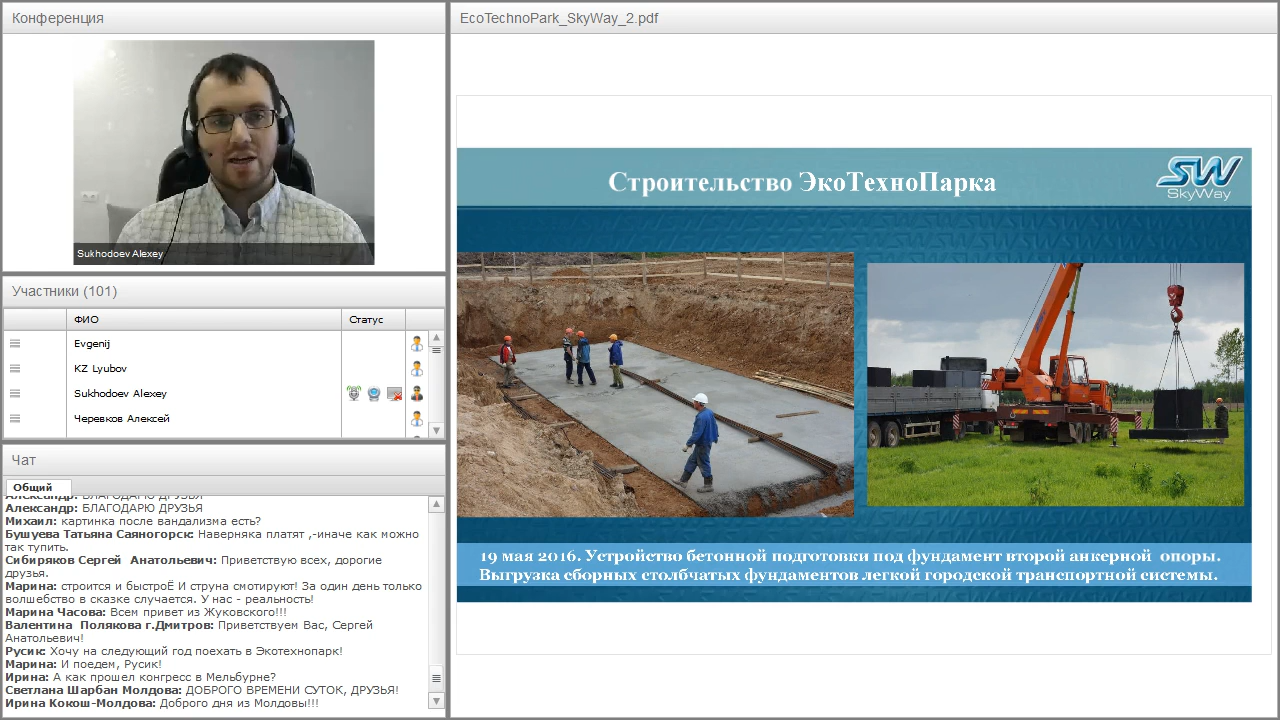 Конференция
Sukhodoev Alexey
Участники (101)
ФИО
Статус
Evgenij
KZ Lyubov
Sukhodoev Alexey
Черевков Алексей
Чат
Общий
Александр: БЛАГОДАРЮ ДРУЗЬЯ
Александр: БЛАГОДАРЮ ДРУЗЬЯ
Михаил: картинка после вандализма есть?
Бушуева Татьяна Саяногорск: Наверняка платят ,-иначе как можно
так тупить.
Сибиряков Сергей Анатольевич: Приветствую всех, дорогие
друзья.
Марина: строится и быстроЁ И струна смотируют! За один день только
волшебство в сказке случается. У нас - реальность!
Марина Часова: Всем привет из Жуковского!!!
Валентина Полякова г.Дмитров: Приветствуем Вас, Сергей
Анатольевич!
Русик: Хочу на следующий год поехать в Экотехнопарк!
Марина: И поедем, Русик!
Ирина: А как прошел конгресс в Мельбурне?
Светлана Шарбан Молдова: ДОБРОГО ВРЕМЕНИ СУТОК, ДРУЗЬЯ!
Ирина Кокош-Молдова: Доброго дня из Молдовы!!!
EcoTechnoPark_SkyWay_2.pdf
Строительство ЭкоТехноПарка
SW
SkyWay
19 мая 2016. Устройство бетонной подготовки под фундамент второй анкерной опоры.
Выгрузка сборных столбчатых фундаментов легкой городской транспортной системы.